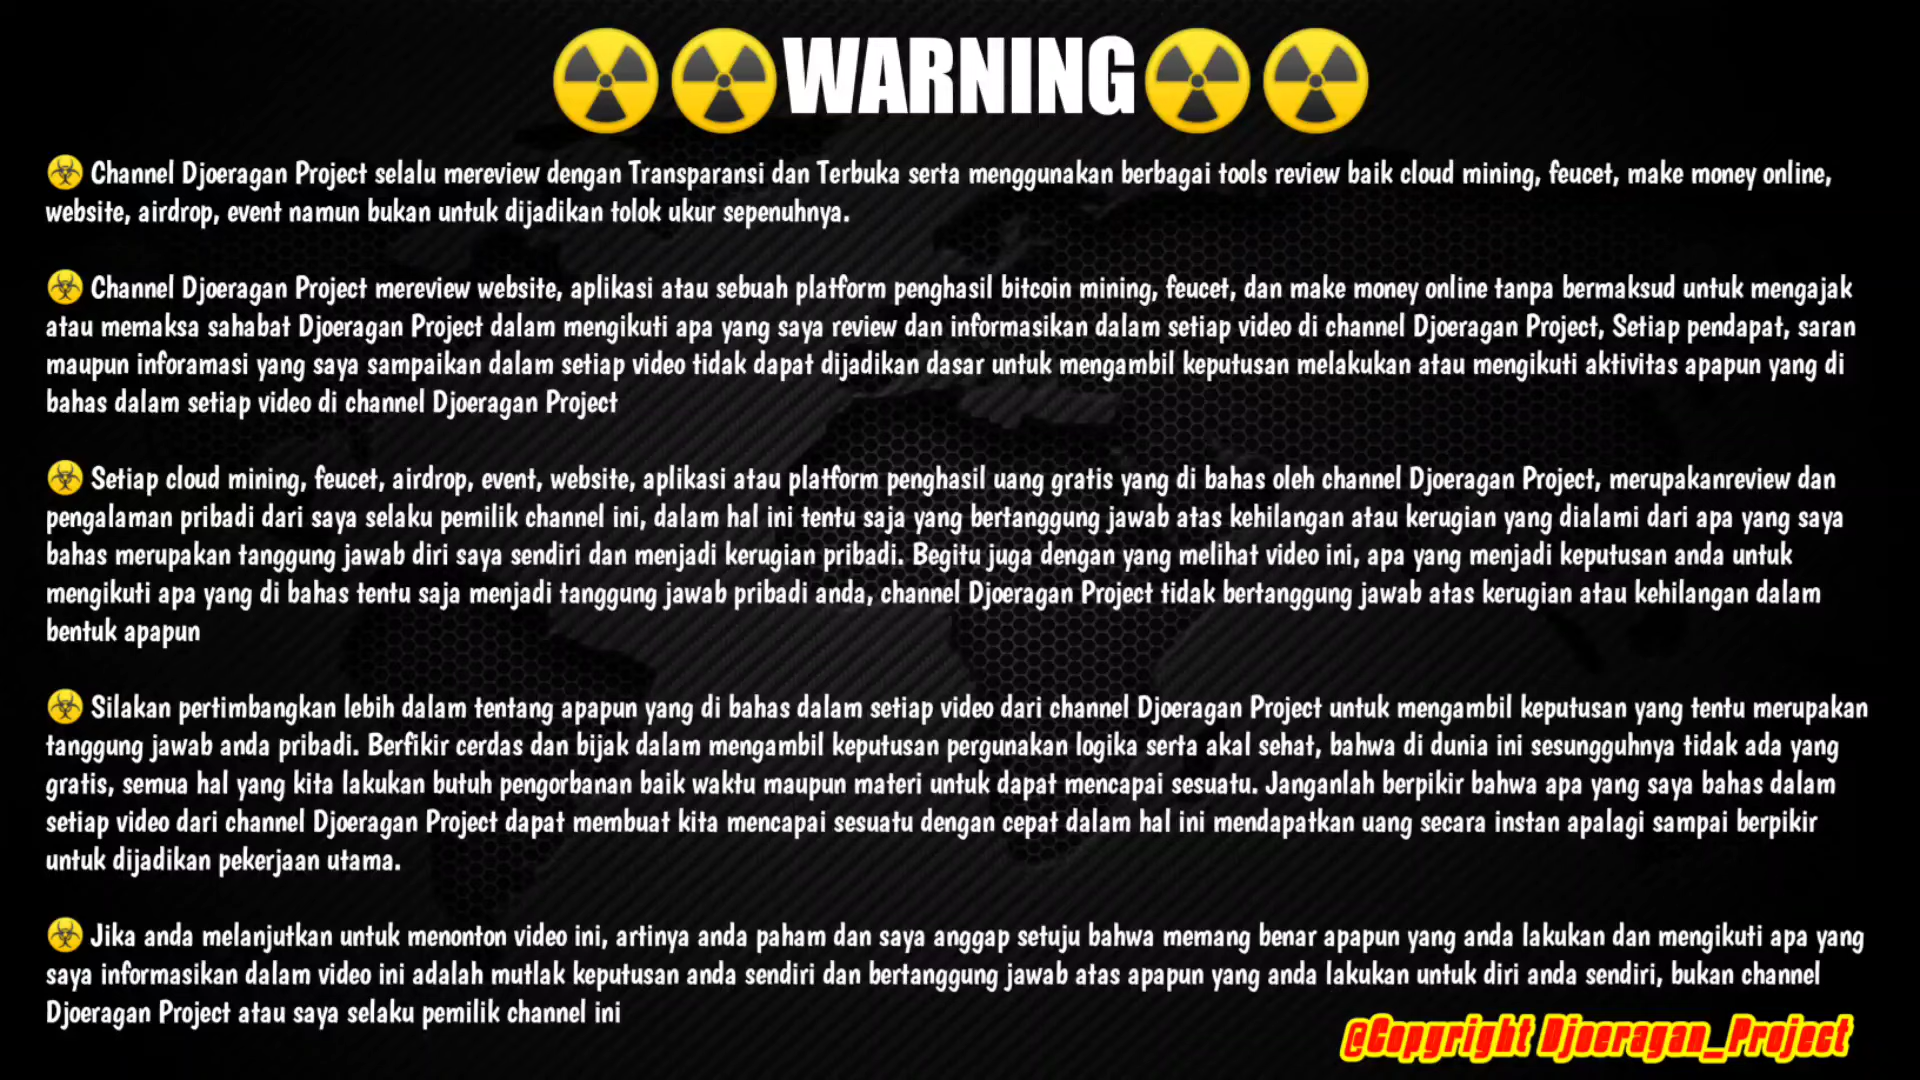 ☢☢WARNING☢☢
☣ Channel Djoeragan Project selalu mereview dengan Transparansi dan Terbuka serta menggunakan berbagai tools review baik cloud mining, feucet, make money online,
website, airdrop, event namun bukan untuk dijadikan tolok ukur sepenuhnya.
☣ Channel Djoeragan Project mereview website, aplikasi atau sebuah platform penghasil bitcoin mining, feucet, dan make money online tanpa bermaksud untuk mengajak
atau memaksa sahabat Djoeragan Project dalam mengikuti apa yang saya review dan informasikan dalam setiap video di channel Djoeragan Project, Setiap pendapat, saran
maupun inforamasi yang saya sampaikan dalam setiap video tidak dapat dijadikan dasar untuk mengambil keputusan melakukan atau mengikuti aktivitas apapun yang di
bahas dalam setiap video di channel Djoeragan Project
☣ Setiap cloud mining, feucet, airdrop, event, website, aplikasi atau platform penghasil uang gratis yang di bahas oleh channel Djoeragan Project, merupakanreview dan
pengalaman pribadi dari saya selaku pemilik channel ini, dalam hal ini tentu saja yang bertanggung jawab atas kehilangan atau kerugian yang dialami dari apa yang saya
bahas merupakan tanggung jawab diri saya sendiri dan menjadi kerugian pribadi. Begitu juga dengan yang melihat video ini, apa yang menjadi keputusan anda untuk
mengikuti apa yang di bahas tentu saja menjadi tanggung jawab pribadi anda, channel Djoeragan Project tidak bertanggung jawab atas kerugian atau kehilangan dalam
bentuk apapun
☣ Silakan pertimbangkan lebih dalam tentang apapun yang di bahas dalam setiap video dari channel Djoeragan Project untuk mengambil keputusan yang tentu merupakan
tanggung jawab anda pribadi. Berfikir cerdas dan bijak dalam mengambil keputusan pergunakan logika serta akal sehat, bahwa di dunia ini sesungguhnya tidak ada yang
gratis, semua hal yang kita lakukan butuh pengorbanan baik waktu maupun materi untuk dapat mencapai sesuatu. Janganlah berpikir bahwa apa yang saya bahas dalam
setiap video dari channel Djoeragan Project dapat membuat kita mencapai sesuatu dengan cepat dalam hal ini mendapatkan uang secara instan apalagi sampai berpikir
untuk dijadikan pekerjaan utama.
☣ Jika anda melanjutkan untuk menonton video ini, artinya anda paham dan saya anggap setuju bahwa memang benar apapun yang anda lakukan dan mengikuti apa yang
saya informasikan dalam video ini adalah mutlak keputusan anda sendiri dan bertanggung jawab atas apapun yang anda lakukan untuk diri anda sendiri, bukan channel
Djoeragan Project atau saya selaku pemilik channel ini
@Copyright Djoeragan_Project